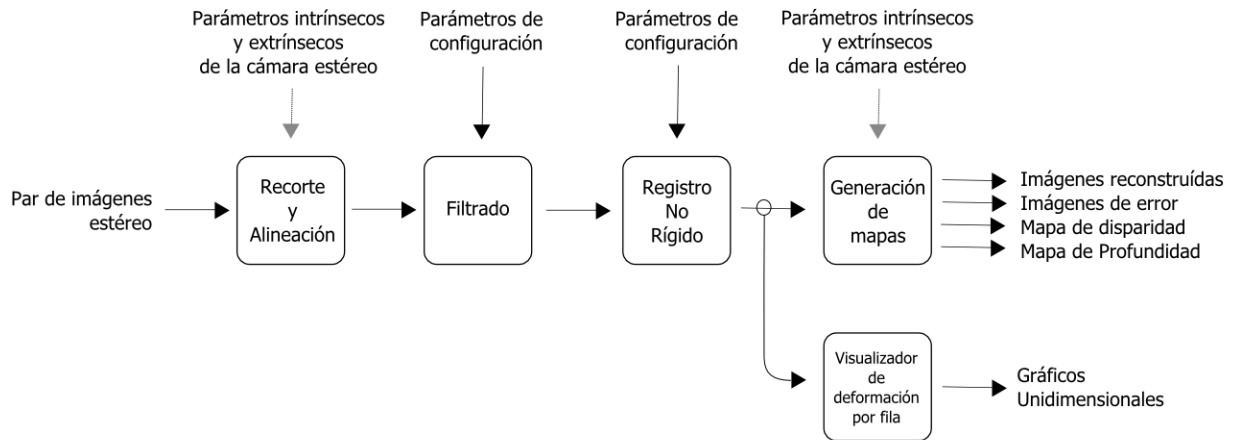 Parámetros intrínsecos
y extrínsecos
de la cámara estéreo
Parámetros de
configuración
Parámetros de
configuración
Parámetros intrínsecos
y extrínsecos
de la cámara estéreo
Par de imágenes
estéreo
Recorte
y
Alineación
Filtrado
Registro
No
Rígido
Generación
de
mapas
Imágenes reconstruídas
Imágenes de error
Mapa de disparidad
Mapa de Profundidad
Visualizador
de
deformación
por fila
Gráficos
Unidimensionales